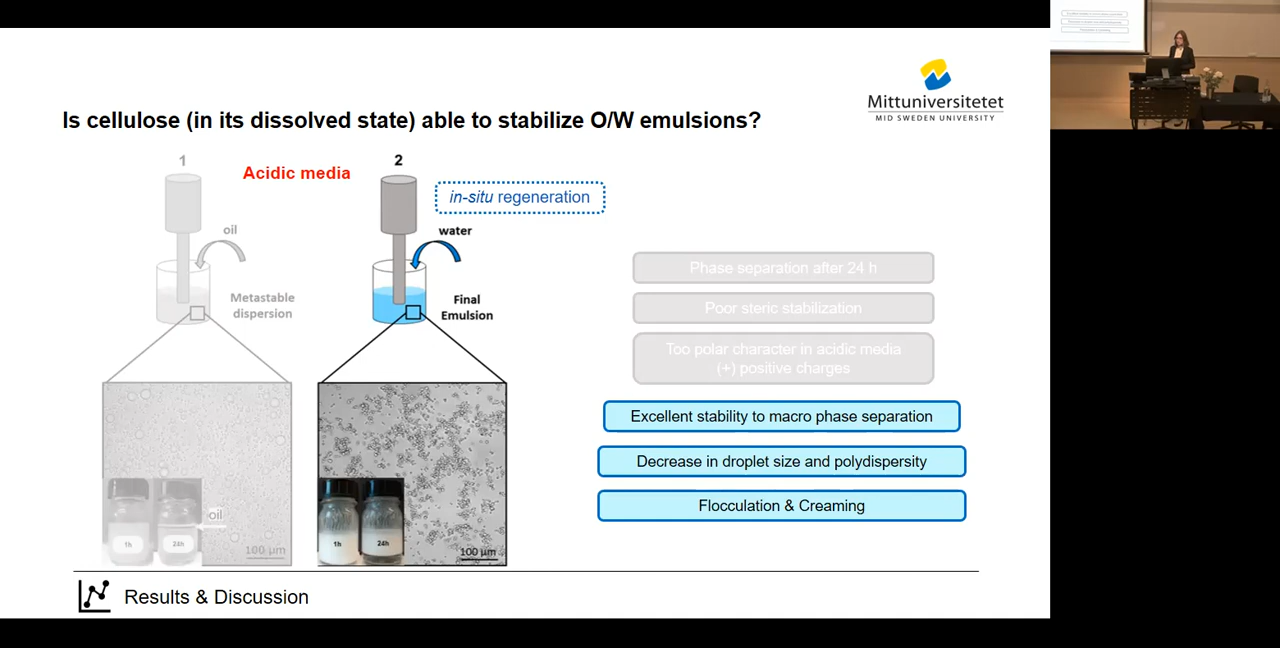 Mittuniversitetet
MID SWEDEN UNIVERSITY
Is cellulose (in its dissolved state) able to stabilize O/W emulsions?
1
Acidic media
2
in-situ regeneration
oil
water
Metastable
dispersion
Final
Emulsion
Phase separation after 24 h
Poor steric stabilization
Too polar character in acidic media
(+) positive charges
Excellent stability to macro phase separation
Decrease in droplet size and polydispersity
Flocculation & Creaming
oil
1h
24h
100 µm
1h
24h
100 µm
Results & Discussion